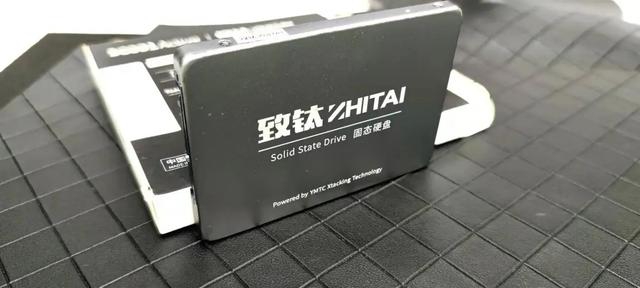 致钛 ZHITAI
Solid State Drive 固态硬盘
Powered by YMTC Xtacking Technology